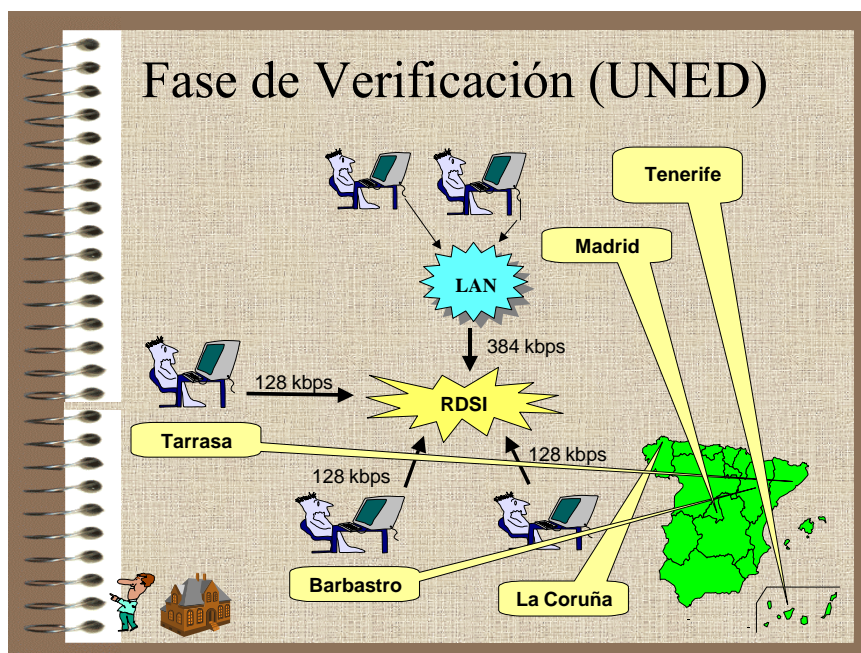 Fase de Verificación (UNED)
Tenerife
Madrid
LAN
384 kbps
128 kbps
RDSI
Tarrasa
128 kbps
128 kbps
Barbastro
La Coruña